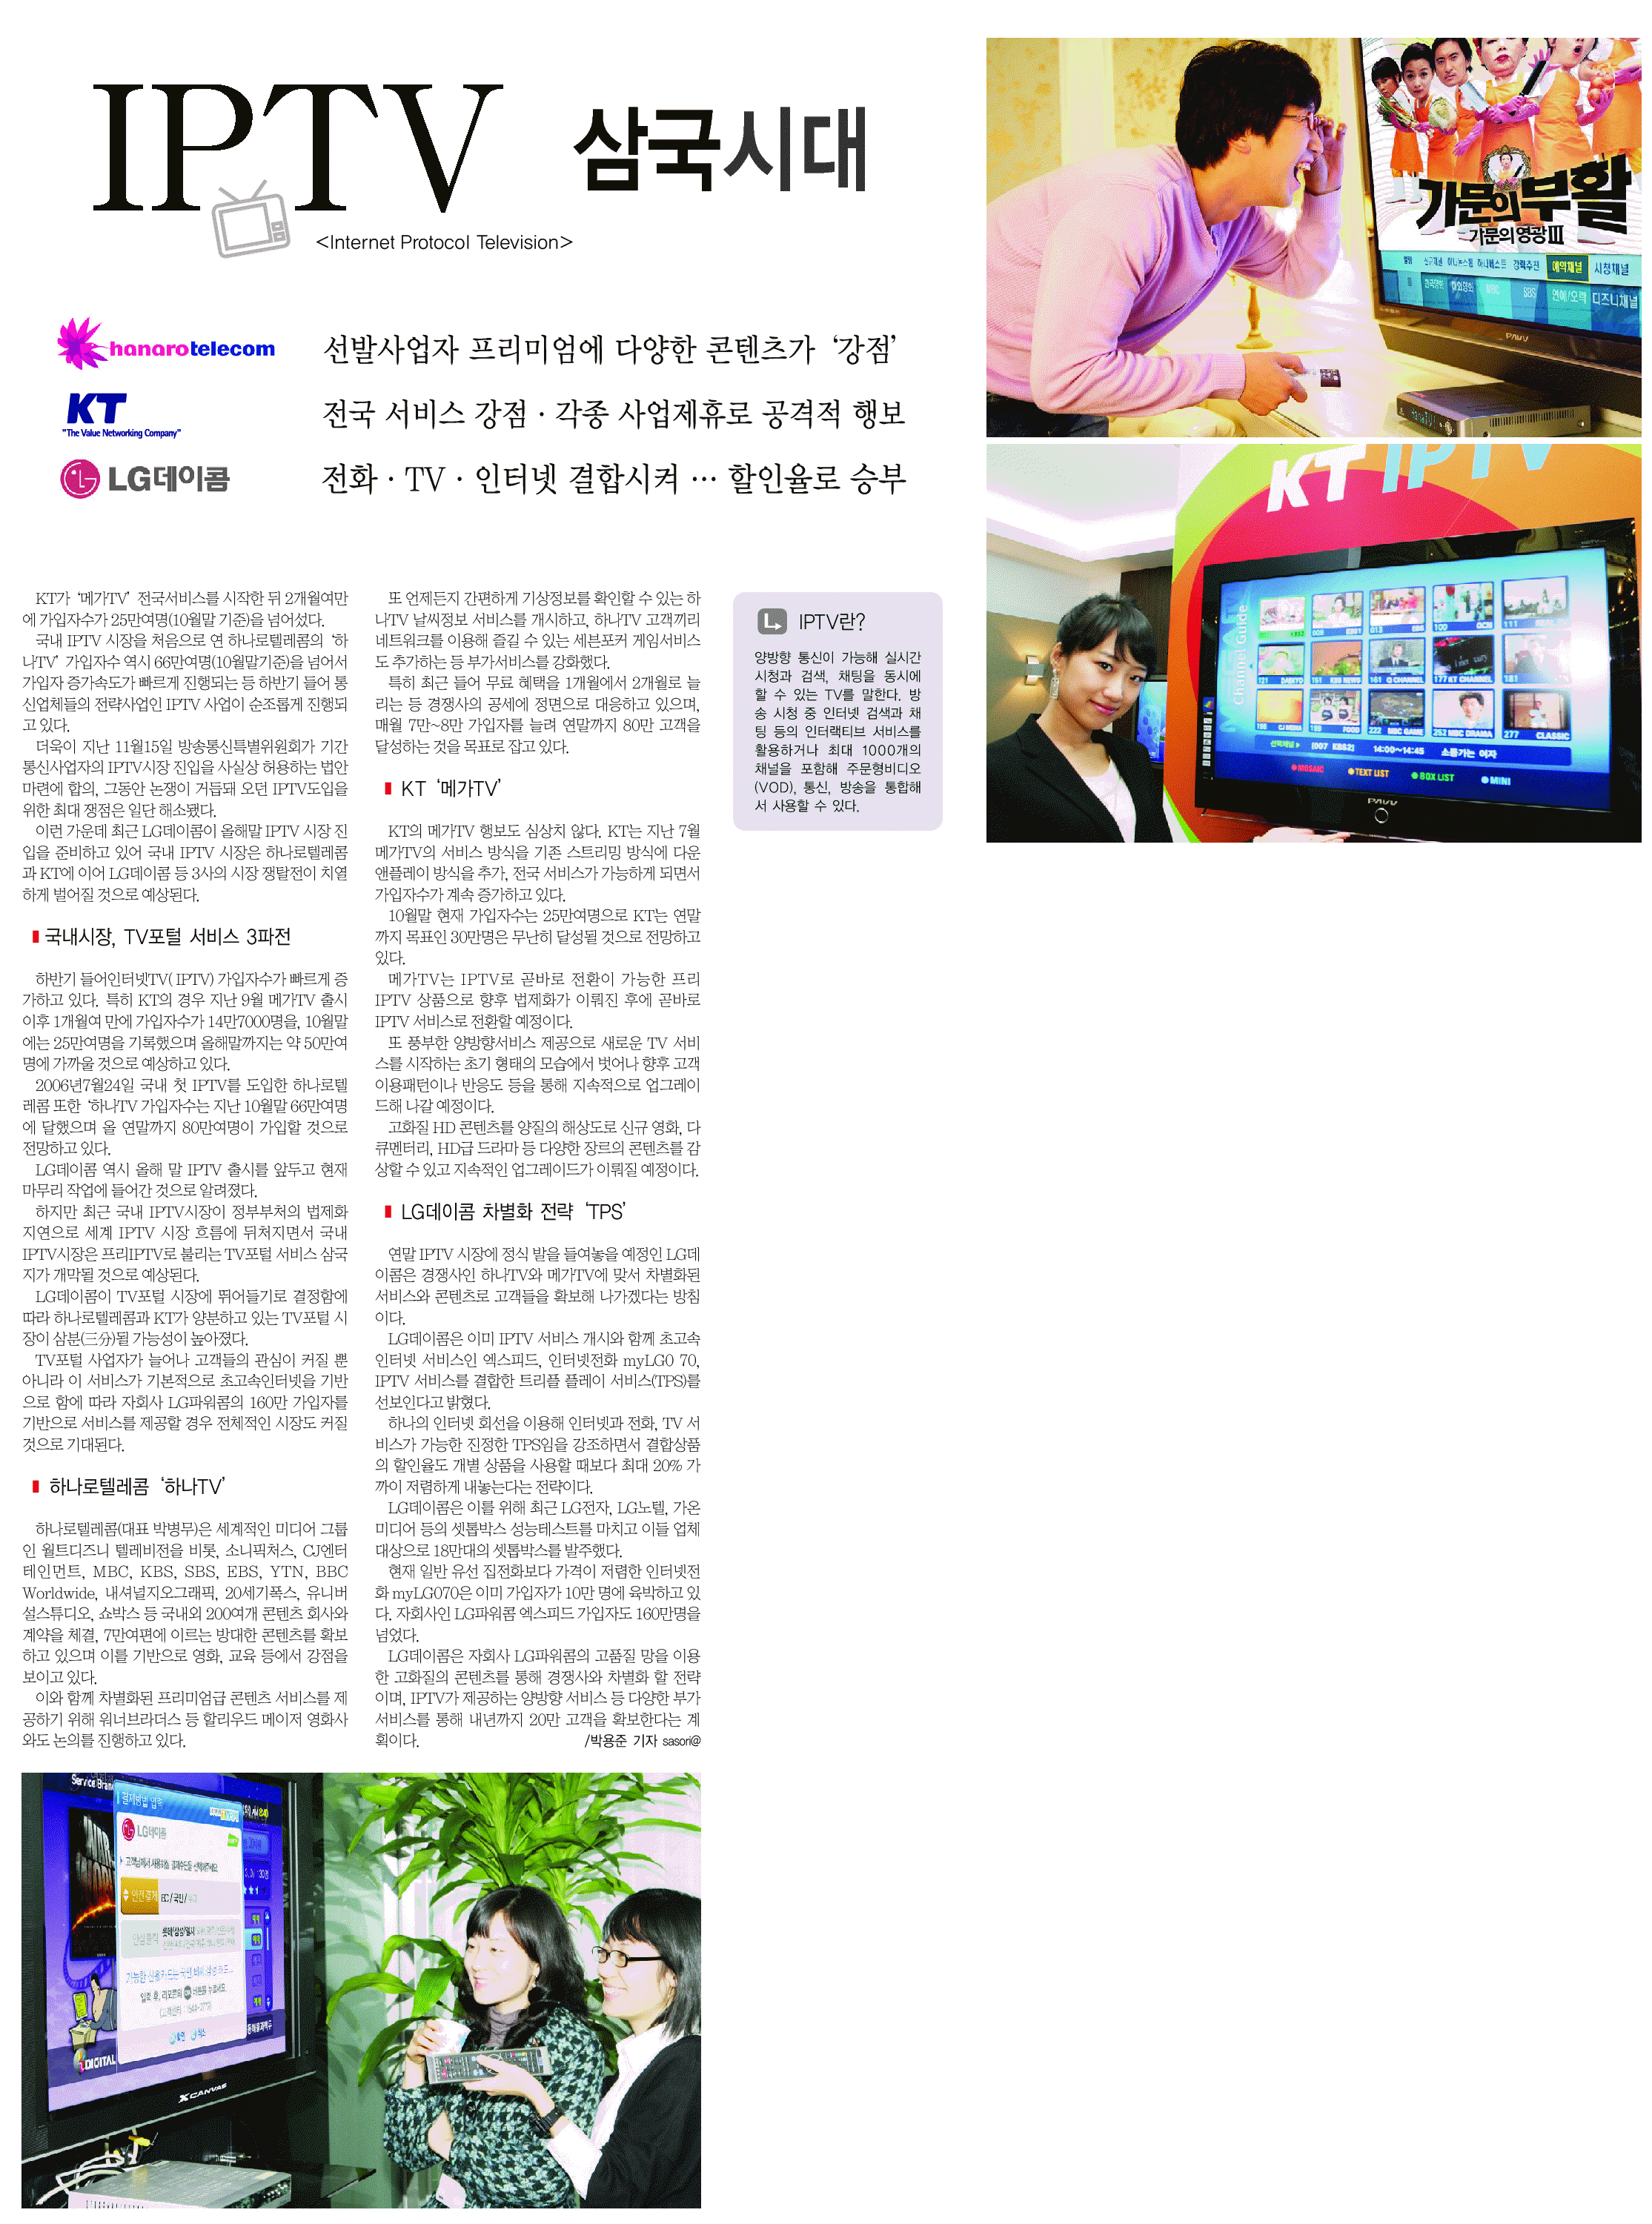 IPTV 삼국시대
<Internet Protocol Television>
hanarotelecom
선발사업자 프리미엄에 다양한 콘텐츠가 ‘강점’
KT
"The Value Networking Company"
전국 서비스 강점·각종 사업제휴로 공격적 행보
LG데이콤
전화·TV·인터넷 결합시켜 … 할인율로 승부
KT가 ‘메가TV’ 전국서비스를 시작한 뒤 2개월여만
에 가입자수가 25만여명(10월말 기준)을 넘어섰다.
국내 IPTV 시장을 처음으로 연 하나로텔레콤의 ‘하
나TV’ 가입자수 역시 66만여명(10월말기준)을 넘어서
가입자 증가속도가 빠르게 진행되는 등 하반기 들어 통
신업체들의 전략사업인 IPTV 사업이 순조롭게 진행되
고 있다.
더욱이 지난 11월15일 방송통신특별위원회가 기간
통신사업자의 IPTV시장 진입을 사실상 허용하는 법안
마련에 합의, 그동안 논쟁이 거듭돼 오던 IPTV도입을
위한 최대 쟁점은 일단 해소됐다.
이런 가운데 최근 LG데이콤이 올해말 IPTV 시장 진
입을 준비하고 있어 국내 IPTV 시장은 하나로텔레콤
과 KT에 이어 LG데이콤 등 3사의 시장 쟁탈전이 치열
하게 벌어질 것으로 예상된다.
국내시장, TV포털 서비스 3파전
하반기 들어인터넷TV( IPTV) 가입자수가 빠르게 증
가하고 있다. 특히 KT의 경우 지난 9월 메가TV 출시
이후 1개월여 만에 가입자수가 14만7000명을, 10월말
에는 25만여명을 기록했으며 올해말까지는 약 50만여
명에 가까울 것으로 예상하고 있다.
2006년7월24일 국내 첫 IPTV를 도입한 하나로텔
레콤 또한 ‘하나TV 가입자수는 지난 10월말 66만여명
에 달했으며 올 연말까지 80만여명이 가입할 것으로
전망하고 있다.
LG데이콤 역시 올해 말 IPTV 출시를 앞두고 현재
마무리 작업에 들어간 것으로 알려졌다.
하지만 최근 국내 IPTV시장이 정부부처의 법제화
지연으로 세계 IPTV 시장 흐름에 뒤처지면서 국내
IPTV시장은 프리IPTV로 불리는 TV포털 서비스 삼국
지가 개막될 것으로 예상된다.
LG데이콤이 TV포털 시장에 뛰어들기로 결정함에
따라 하나로텔레콤과 KT가 양분하고 있는 TV포털 시
장이 삼분(三分)될 가능성이 높아졌다.
TV포털 사업자가 늘어나 고객들의 관심이 커질 뿐
아니라 이 서비스가 기본적으로 초고속인터넷을 기반
으로 함에 따라 자회사 LG파워콤의 160만 가입자를
기반으로 서비스를 제공할 경우 전체적인 시장도 커질
것으로 기대된다.
하나로텔레콤 ‘하나TV’
하나로텔레콤(대표 박병무)은 세계적인 미디어 그룹
인 월트디즈니 텔레비전을 비롯, 소니픽처스, CJ엔터
테인먼트, MBC, KBS, SBS, EBS, YTN, BBC
Worldwide, 내셔널지오그래픽, 20세기폭스, 유니버
설스튜디오, 쇼박스 등 국내외 200여개 콘텐츠 회사와
계약을 체결, 7만여편에 이르는 방대한 콘텐츠를 확보
하고 있으며 이를 기반으로 영화, 교육 등에서 강점을
보이고 있다.
이와 함께 차별화된 프리미엄급 콘텐츠 서비스를 제
공하기 위해 워너브라더스 등 할리우드 메이저 영화사
와도 논의를 진행하고 있다.
또 언제든지 간편하게 기상정보를 확인할 수 있는 하
나TV 날씨정보 서비스를 개시하고, 하나TV 고객끼리
네트워크를 이용해 즐길 수 있는 세븐포커 게임서비스
도 추가하는 등 부가서비스를 강화했다.
특히 최근 들어 무료 혜택을 1개월에서 2개월로 늘
리는 등 경쟁사의 공세에 정면으로 대응하고 있으며,
매월 7만~8만 가입자를 늘려 연말까지 80만 고객을
달성하는 것을 목표로 잡고 있다.
KT ‘메가TV’
KT의 메가TV 행보도 심상치 않다. KT는 지난 7월
메가TV의 서비스 방식을 기존 스트리밍 방식에 다운
앤플레이 방식을 추가, 전국 서비스가 가능하게 되면서
가입자수가 계속 증가하고 있다.
10월말 현재 가입자수는 25만여명으로 KT는 연말
까지 목표인 30만명은 무난히 달성될 것으로 전망하고
있다.
메가TV는 IPTV로 곧바로 전환이 가능한 프리
IPTV 상품으로 향후 법제화가 이뤄진 후에 곧바로
IPTV 서비스로 전환할 예정이다.
또 풍부한 양방향서비스 제공으로 새로운 TV 서비
스를 시작하는 초기 형태의 모습에서 벗어나 향후 고객
이용패턴이나 반응도 등을 통해 지속적으로 업그레이
드해 나갈 예정이다.
고화질 HD 콘텐츠를 양질의 해상도로 신규 영화, 다
큐멘터리, HD급 드라마 등 다양한 장르의 콘텐츠를 감
상할 수 있고 지속적인 업그레이드가 이뤄질 예정이다.
LG데이콤 차별화 전략 ‘TPS’
연말 IPTV 시장에 정식 발을 들여놓을 예정인 LG데
이콤은 경쟁사인 하나TV와 메가TV에 맞서 차별화된
서비스와 콘텐츠로 고객들을 확보해 나가겠다는 방침
이다.
LG데이콤은 이미 IPTV 서비스 개시와 함께 초고속
인터넷 서비스인 엑스피드, 인터넷전화 myLG0 70,
IPTV 서비스를 결합한 트리플 플레이 서비스(TPS)를
선보인다고 밝혔다.
하나의 인터넷 회선을 이용해 인터넷과 전화, TV 서
비스가 가능한 진정한 TPS임을 강조하면서 결합상품
의 할인율도 개별 상품을 사용할 때보다 최대 20% 가
까이 저렴하게 내놓는다는 전략이다.
LG데이콤은 이를 위해 최근 LG전자, LG노텔, 가온
미디어 등의 셋톱박스 성능테스트를 마치고 이들 업체
대상으로 18만대의 셋톱박스를 발주했다.
현재 일반 유선 집전화보다 가격이 저렴한 인터넷전
화 myLG070은 이미 가입자가 10만 명에 육박하고 있
다. 자회사인 LG파워콤 엑스피드 가입자도 160만명을
넘었다.
LG데이콤은 자회사 LG파워콤의 고품질 망을 이용
한 고화질의 콘텐츠를 통해 경쟁사와 차별화 할 전략
이며, IPTV가 제공하는 양방향 서비스 등 다양한 부가
서비스를 통해 내년까지 20만 고객을 확보한다는 계
획이다.
/박용준 기자 sasori@
IPTV란?
양방향 통신이 가능해 실시간
시청과 검색, 채팅을 동시에
할 수 있는 TV를 말한다. 방
송 시청 중 인터넷 검색과 채
팅 등의 인터랙티브 서비스를
활용하거나 최대 1000개의
채널을 포함해 주문형비디오
(VOD), 통신, 방송을 통합해
서 사용할 수 있다.
가문의부활
가문의영광III
예약채널 시청채널
디즈니채널
PAVV
KT IPTV
Channel Guide
161 Q CHANNEL 177 KT CHANNEL 181
222 MBC GAME 252 MBC DRAMA 277 CLASSIC
선택채널 [007 KBS2] 14:00~14:45 소통가는 여자
MOSAIC TEXT LIST BOX LIST MINI
PAVV
결제방법 입력
LG데이콤
안전결제
DIGITAL
XCANVAS